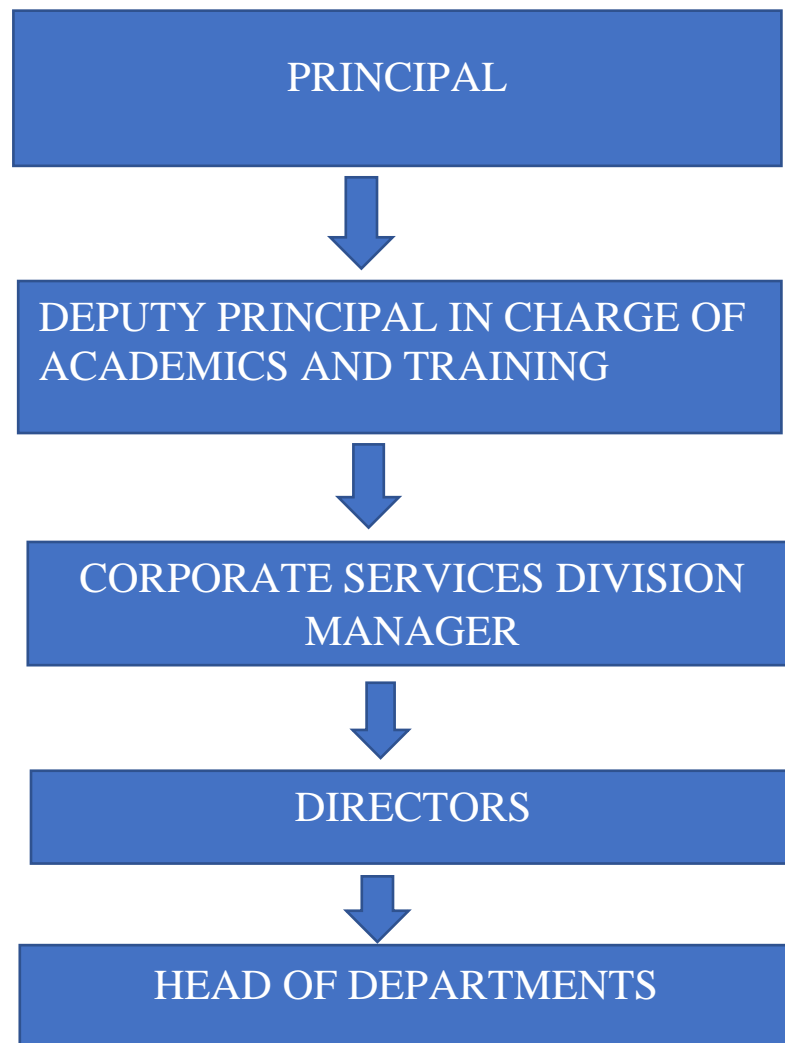 PRINCIPAL
DEPUTY PRINCIPAL IN CHARGE OF
ACADEMICS AND TRAINING
CORPORATE SERVICES DIVISION
MANAGER
DIRECTORS
HEAD OF DEPARTMENTS